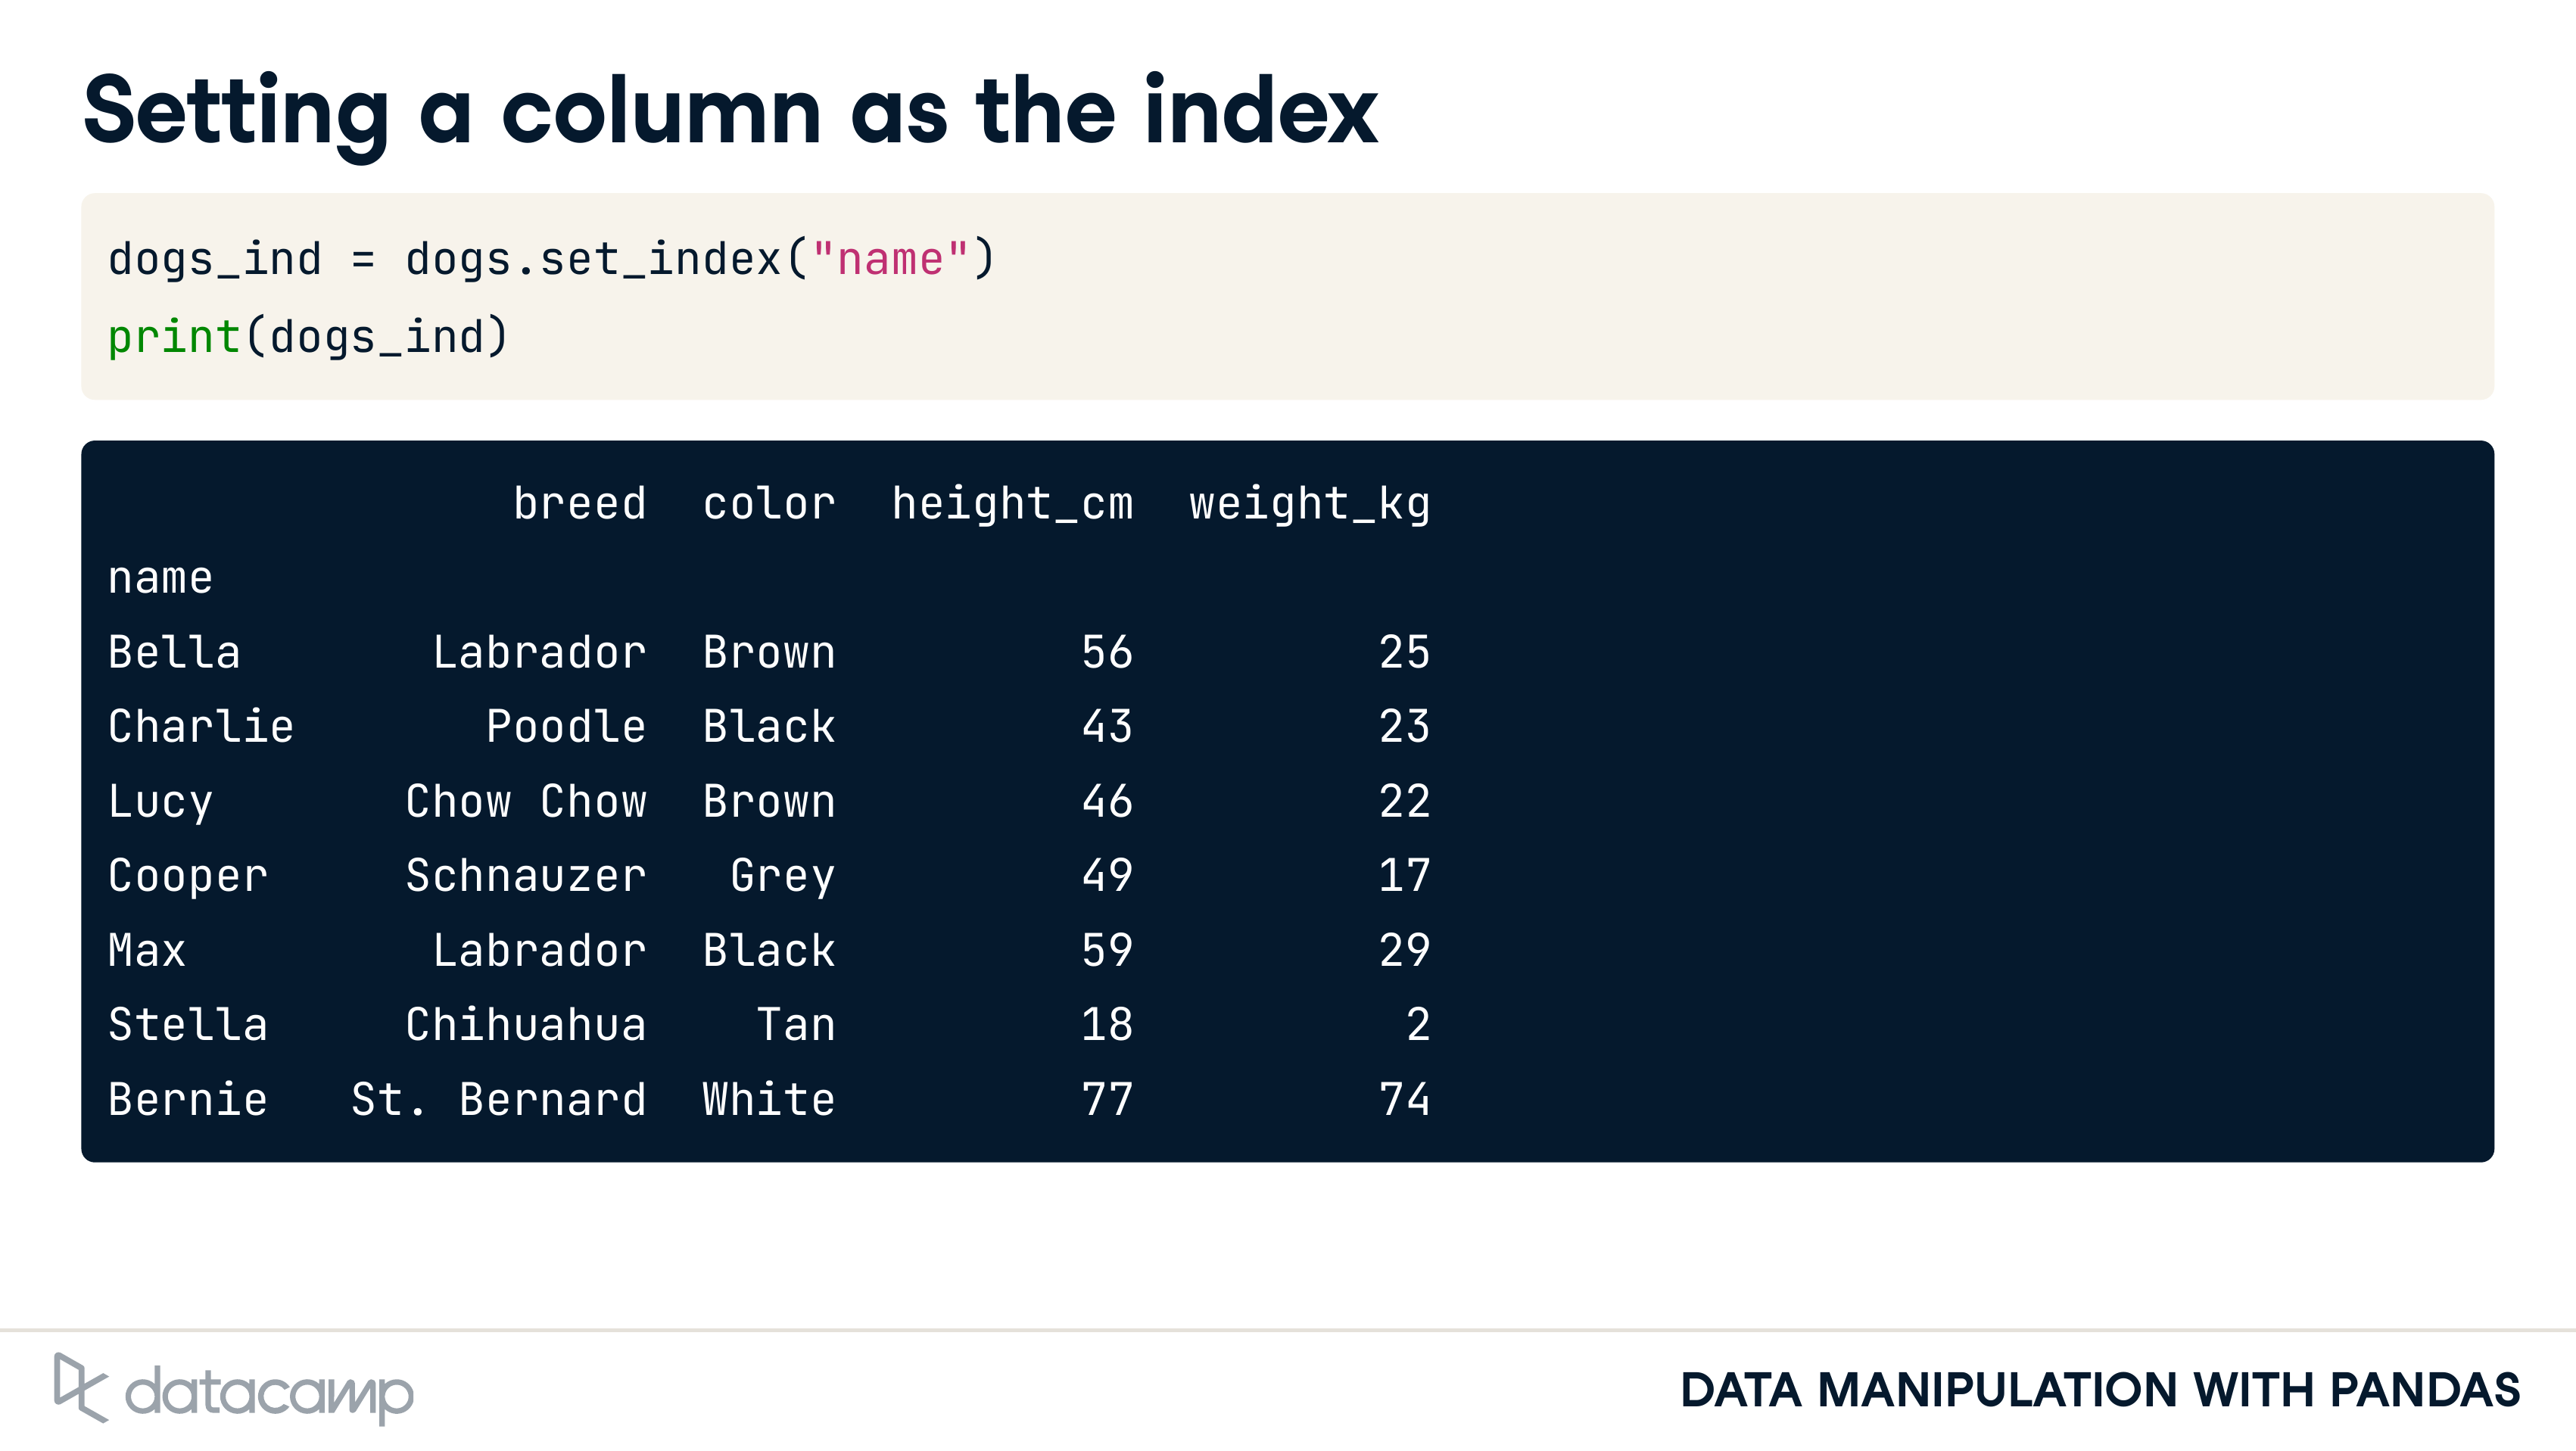 Setting a column as the index
dogs_ind = dogs.set_index("name")
print(dogs_ind)
breed color height_cm weight_kg
name
Bella Labrador Brown 56 25
Charlie Poodle Black 43 23
Lucy Chow Chow Brown 46 22
Cooper Schnauzer Grey 49 17
Max Labrador Black 59 29
Stella Chihuahua Tan 18 2
Bernie St. Bernard White 77 74
datacamp
DATA MANIPULATION WITH PANDAS